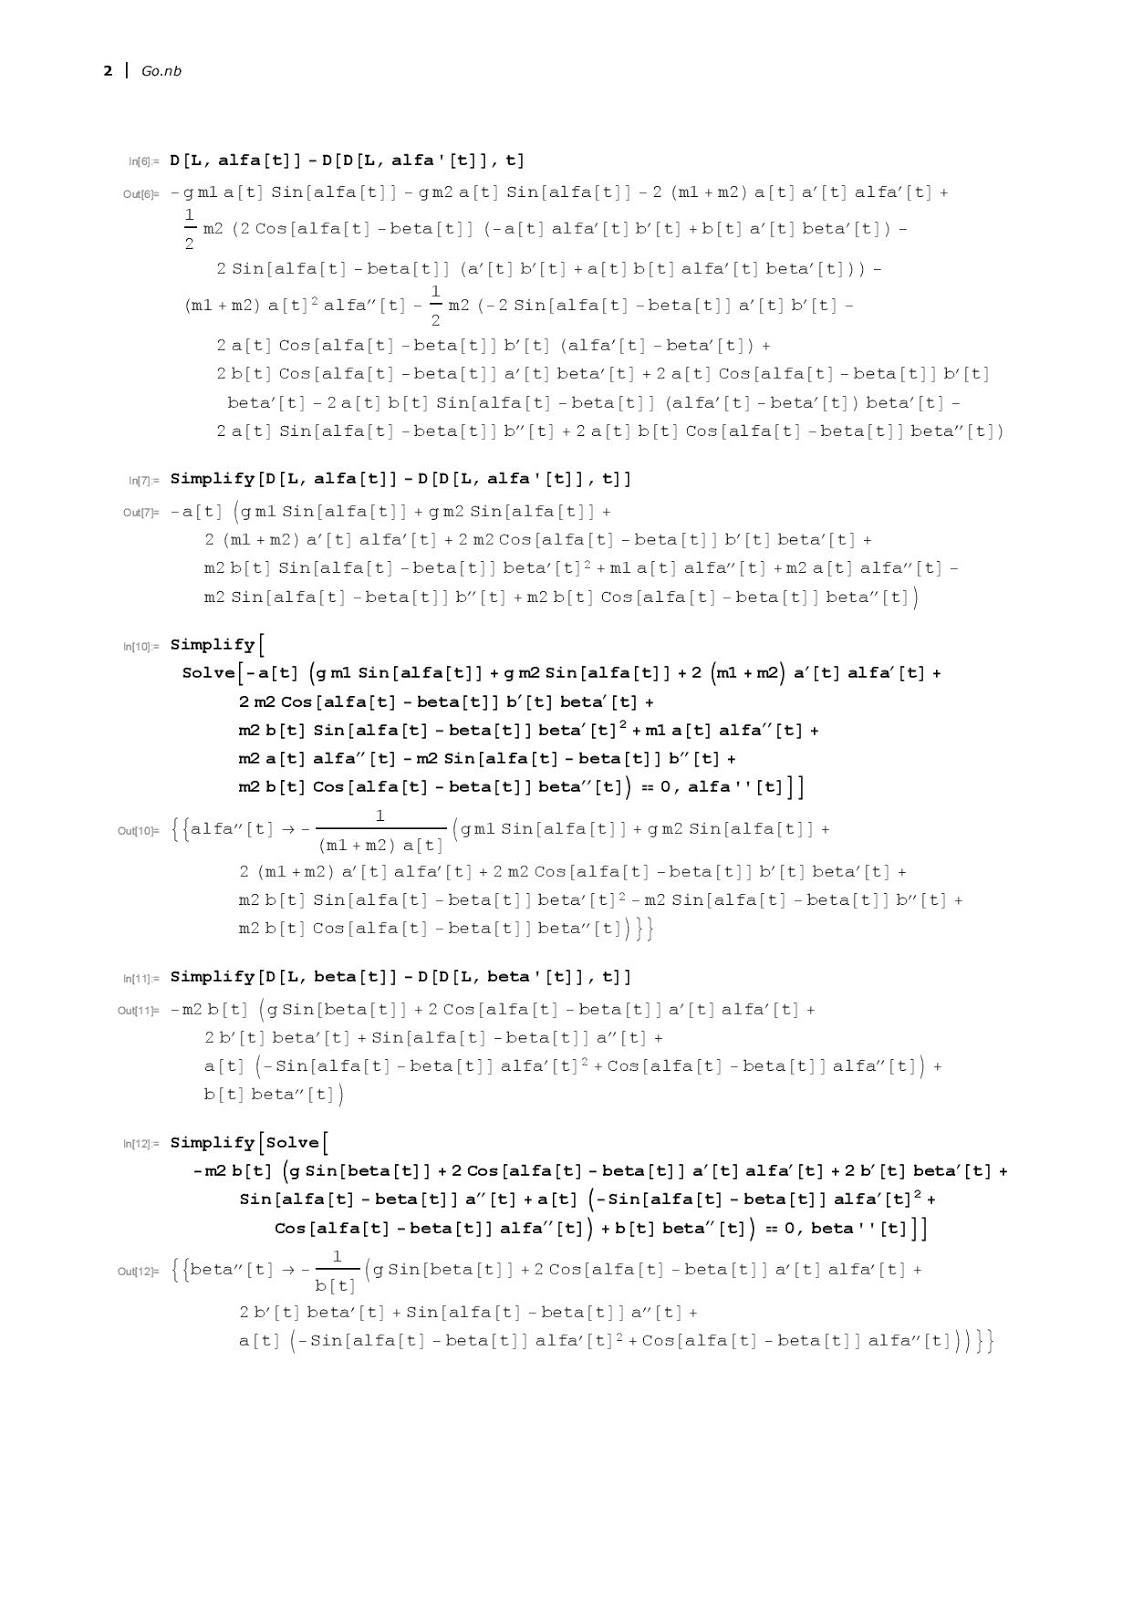 2 | Go.nb
In[6]:= D[L, alfa[t]] - D[D[L, alfa'[t]], t]
Out[6]= -g m1 a[t] Sin[alfa[t]] - g m2 a[t] Sin[alfa[t]] - 2 (m1 + m2) a[t] a′[t] alfa′[t] +
1/2 m2 (2 Cos[alfa[t] - beta[t]] (-a[t] alfa′[t] b′[t] + b[t] a′[t] beta′[t]) -
2 Sin[alfa[t] - beta[t]] (a′[t] b′[t] + a[t] b[t] alfa′[t] beta′[t])) -
(m1 + m2) a[t]² alfa′′[t] - 1/2 m2 (-2 Sin[alfa[t] - beta[t]] a′[t] b′[t] -
2 a[t] Cos[alfa[t] - beta[t]] b′[t] (alfa′[t] - beta′[t]) +
2 b[t] Cos[alfa[t] - beta[t]] a′[t] beta′[t] + 2 a[t] Cos[alfa[t] - beta[t]] b′[t]
beta′[t] - 2 a[t] b[t] Sin[alfa[t] - beta[t]] (alfa′[t] - beta′[t]) beta′[t] -
2 a[t] Sin[alfa[t] - beta[t]] b′′[t] + 2 a[t] b[t] Cos[alfa[t] - beta[t]] beta′′[t])
In[7]:= Simplify[D[L, alfa[t]] - D[D[L, alfa'[t]], t]]
Out[7]= -a[t] (g m1 Sin[alfa[t]] + g m2 Sin[alfa[t]] +
2 (m1 + m2) a′[t] alfa′[t] + 2 m2 Cos[alfa[t] - beta[t]] b′[t] beta′[t] +
m2 b[t] Sin[alfa[t] - beta[t]] beta′[t]² + m1 a[t] alfa′′[t] + m2 a[t] alfa′′[t] -
m2 Sin[alfa[t] - beta[t]] b′′[t] + m2 b[t] Cos[alfa[t] - beta[t]] beta′′[t])
In[10]:= Simplify[
Solve[-a[t] (g m1 Sin[alfa[t]] + g m2 Sin[alfa[t]] + 2 (m1 + m2) a′[t] alfa′[t] +
2 m2 Cos[alfa[t] - beta[t]] b′[t] beta′[t] +
m2 b[t] Sin[alfa[t] - beta[t]] beta′[t]² + m1 a[t] alfa′′[t] +
m2 a[t] alfa′′[t] - m2 Sin[alfa[t] - beta[t]] b′′[t] +
m2 b[t] Cos[alfa[t] - beta[t]] beta′′[t]) == 0, alfa''[t]]]
Out[10]= {{alfa′′[t] → - 1/((m1 + m2) a[t]) (g m1 Sin[alfa[t]] + g m2 Sin[alfa[t]] +
2 (m1 + m2) a′[t] alfa′[t] + 2 m2 Cos[alfa[t] - beta[t]] b′[t] beta′[t] +
m2 b[t] Sin[alfa[t] - beta[t]] beta′[t]² - m2 Sin[alfa[t] - beta[t]] b′′[t] +
m2 b[t] Cos[alfa[t] - beta[t]] beta′′[t])}}
In[11]:= Simplify[D[L, beta[t]] - D[D[L, beta'[t]], t]]
Out[11]= -m2 b[t] (g Sin[beta[t]] + 2 Cos[alfa[t] - beta[t]] a′[t] alfa′[t] +
2 b′[t] beta′[t] + Sin[alfa[t] - beta[t]] a′′[t] +
a[t] (-Sin[alfa[t] - beta[t]] alfa′[t]² + Cos[alfa[t] - beta[t]] alfa′′[t]) +
b[t] beta′′[t])
In[12]:= Simplify[Solve[
-m2 b[t] (g Sin[beta[t]] + 2 Cos[alfa[t] - beta[t]] a′[t] alfa′[t] + 2 b′[t] beta′[t] +
Sin[alfa[t] - beta[t]] a′′[t] + a[t] (-Sin[alfa[t] - beta[t]] alfa′[t]² +
Cos[alfa[t] - beta[t]] alfa′′[t]) + b[t] beta′′[t]) == 0, beta''[t]]]
Out[12]= {{beta′′[t] → - 1/b[t] (g Sin[beta[t]] + 2 Cos[alfa[t] - beta[t]] a′[t] alfa′[t] +
2 b′[t] beta′[t] + Sin[alfa[t] - beta[t]] a′′[t] +
a[t] (-Sin[alfa[t] - beta[t]] alfa′[t]² + Cos[alfa[t] - beta[t]] alfa′′[t]))}}